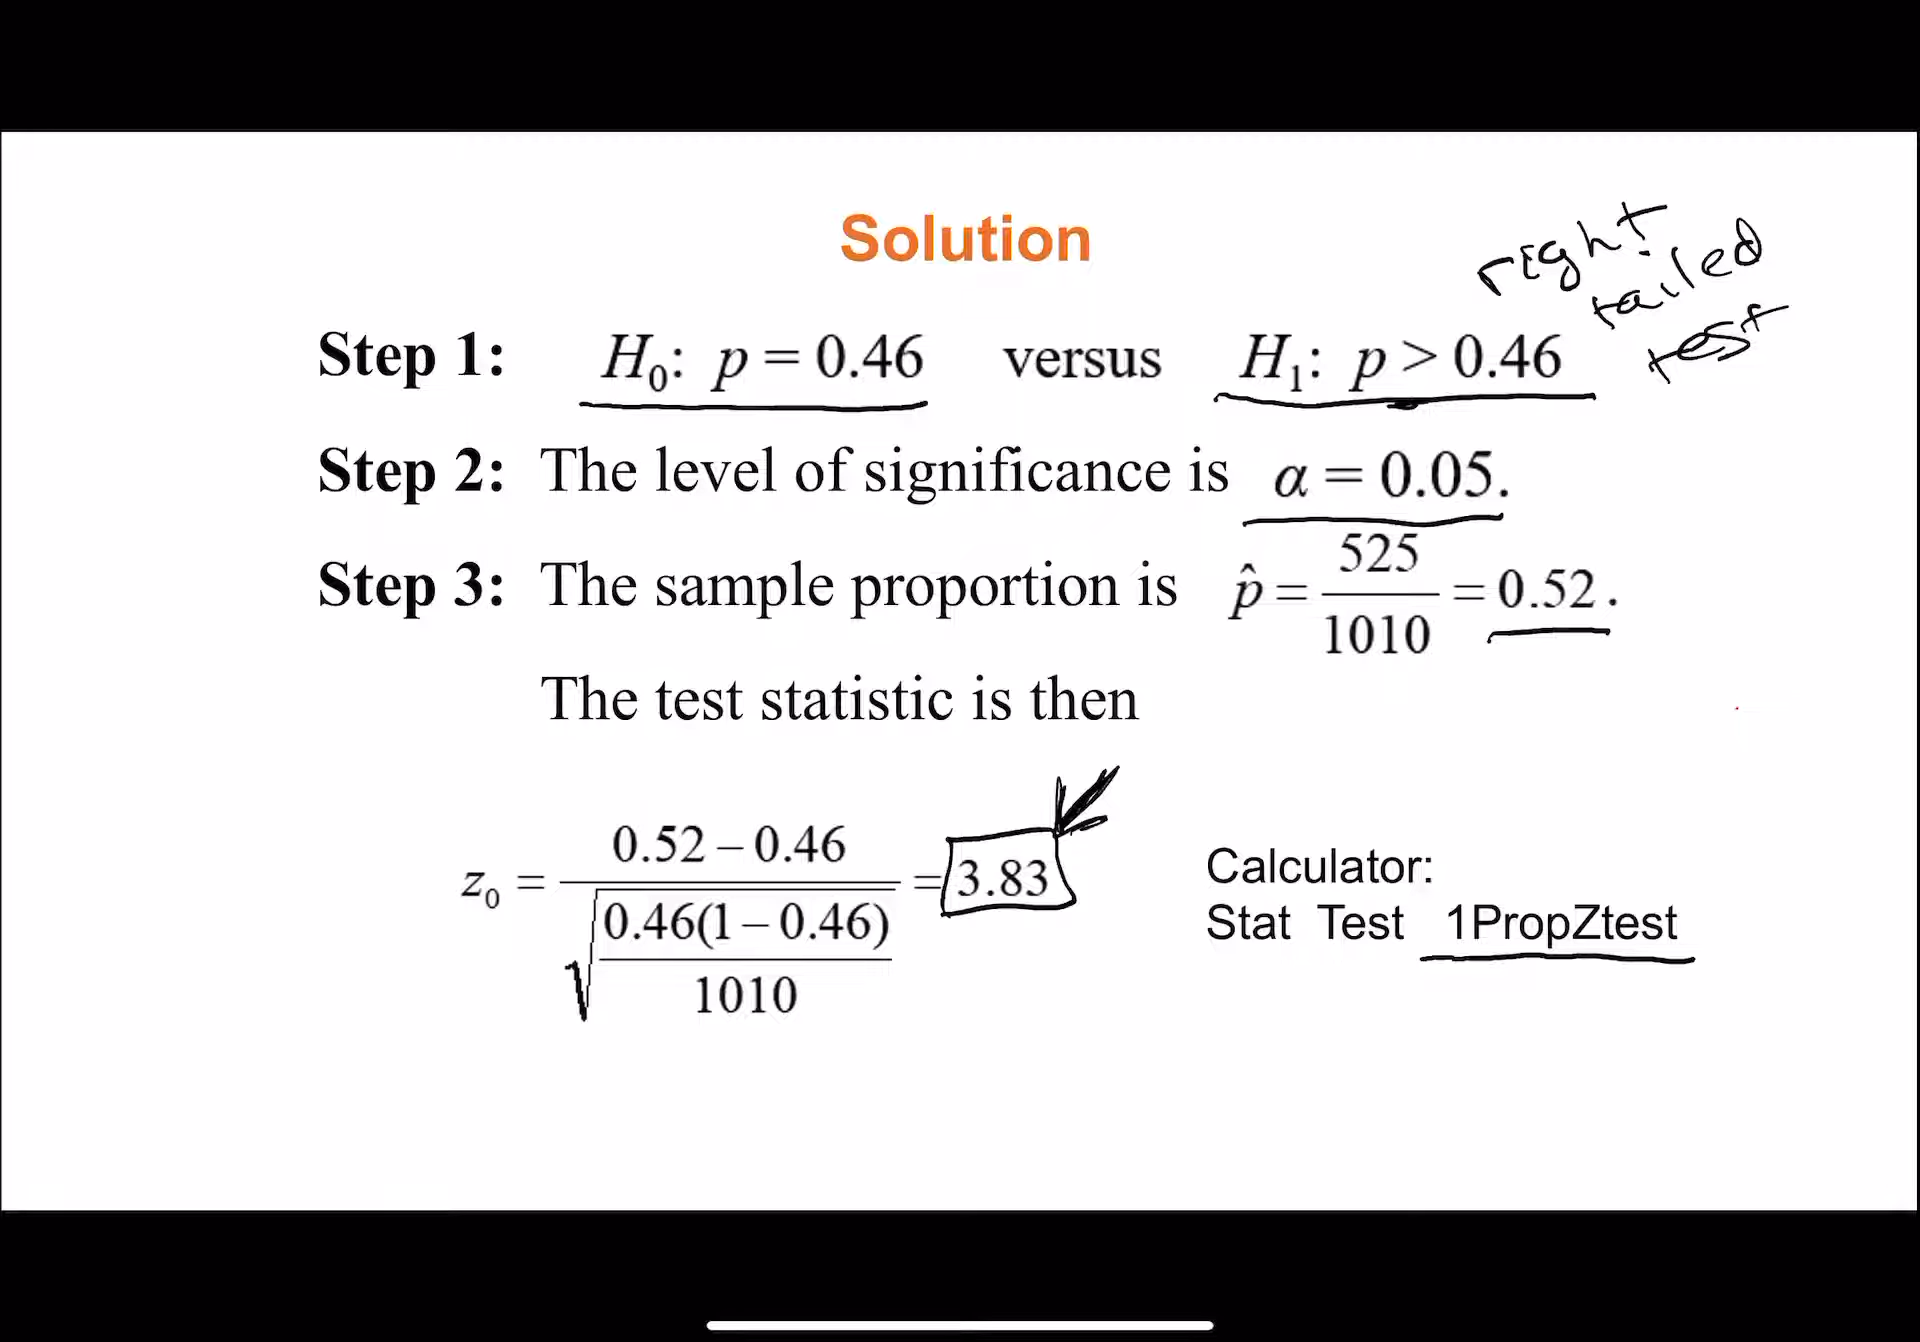 Solution
right
tailed
test
Step 1: H₀: p = 0.46 versus H₁: p > 0.46
Step 2: The level of significance is α = 0.05.
Step 3: The sample proportion is p̂ = 525/1010 = 0.52.
The test statistic is then
z₀ = (0.52 – 0.46)/√(0.46(1 – 0.46)/1010) = 3.83
Calculator:
Stat Test 1PropZtest